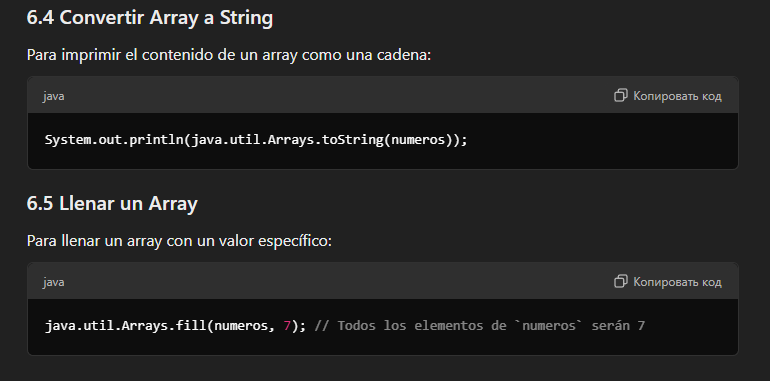 6.4 Convertir Array a String
Para imprimir el contenido de un array como una cadena:
java
Копировать код
System.out.println(java.util.Arrays.toString(numeros));
6.5 Llenar un Array
Para llenar un array con un valor específico:
java
Копировать код
java.util.Arrays.fill(numeros, 7); // Todos los elementos de `numeros` serán 7